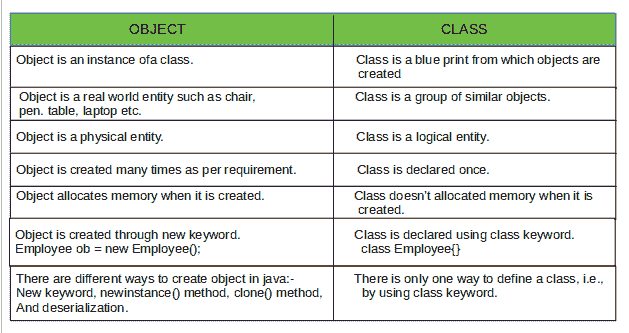 OBJECT
CLASS
Object is an instance ofa class.
Class is a blue print from which objects are
created
Object is a real world entity such as chair,
pen. table, laptop etc.
Class is a group of similar objects.
Object is a physical entity.
Class is a logical entity.
Object is created many times as per requirement.
Class is declared once.
Object allocates memory when it is created.
Class doesn't allocated memory when it is
created.
Object is created through new keyword.
Employee ob = new Employee();
Class is declared using class keyword.
class Employee{}
There are different ways to create object in java:-
New keyword, newinstance() method, clone() method,
And deserialization.
There is only one way to define a class, i.e.,
by using class keyword.